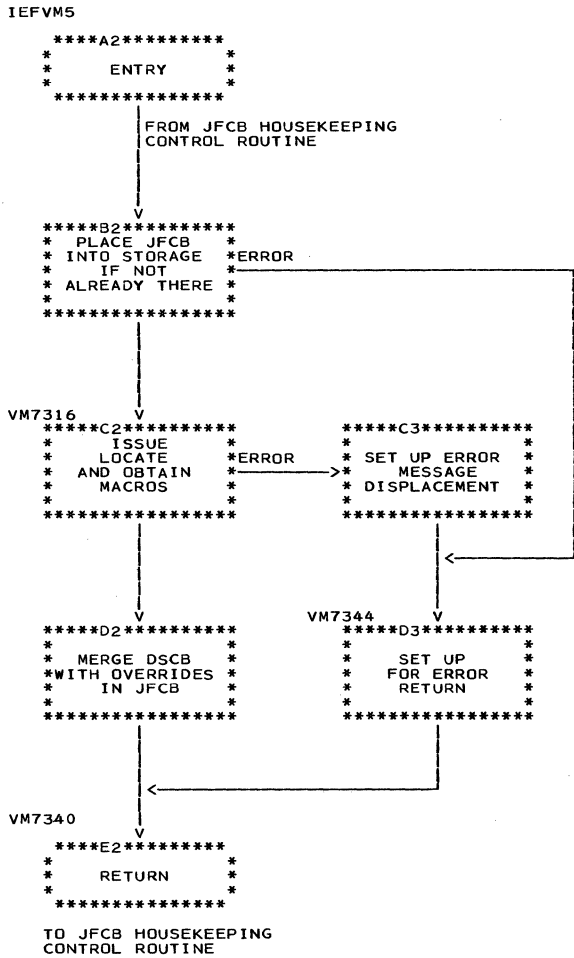 IEFVM5
****A2*********
ENTRY
***************
FROM JFCB HOUSEKEEPING
CONTROL ROUTINE
*****B2**********
PLACE JFCB
INTO STORAGE
IF NOT
ALREADY THERE
ERROR
*****************
VM7316
*****C2**********
ISSUE
LOCATE
AND OBTAIN
MACROS
ERROR
*****************
*****C3**********
SET UP ERROR
MESSAGE
DISPLACEMENT
*****************
*****D2**********
MERGE DSCB
WITH OVERRIDES
IN JFCB
*****************
VM7344
*****D3**********
SET UP
FOR ERROR
RETURN
*****************
VM7340
****E2*********
RETURN
***************
TO JFCB HOUSEKEEPING
CONTROL ROUTINE